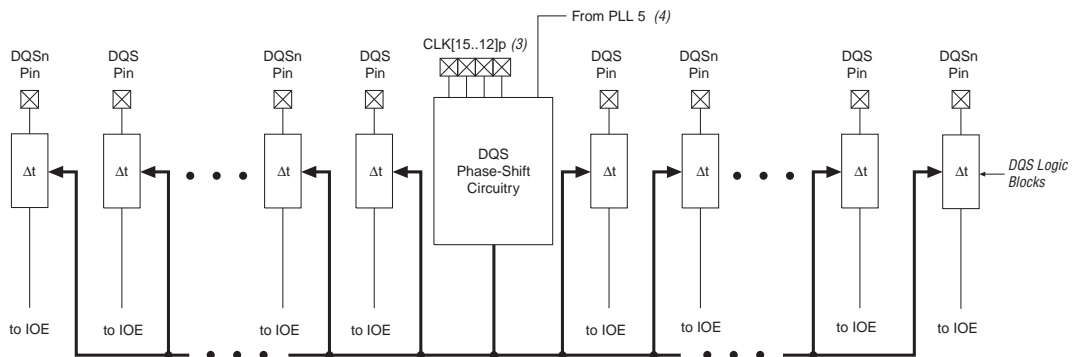 From PLL 5 (4)
CLK[15..12]p (3)
DQSn
Pin
DQS
Pin
DQSn
Pin
DQS
Pin
DQS
Pin
DQSn
Pin
DQS
Pin
DQSn
Pin
Δt
Δt
Δt
Δt
DQS
Phase-Shift
Circuitry
Δt
Δt
Δt
Δt
DQS Logic
Blocks
to IOE
to IOE
to IOE
to IOE
to IOE
to IOE
to IOE
to IOE